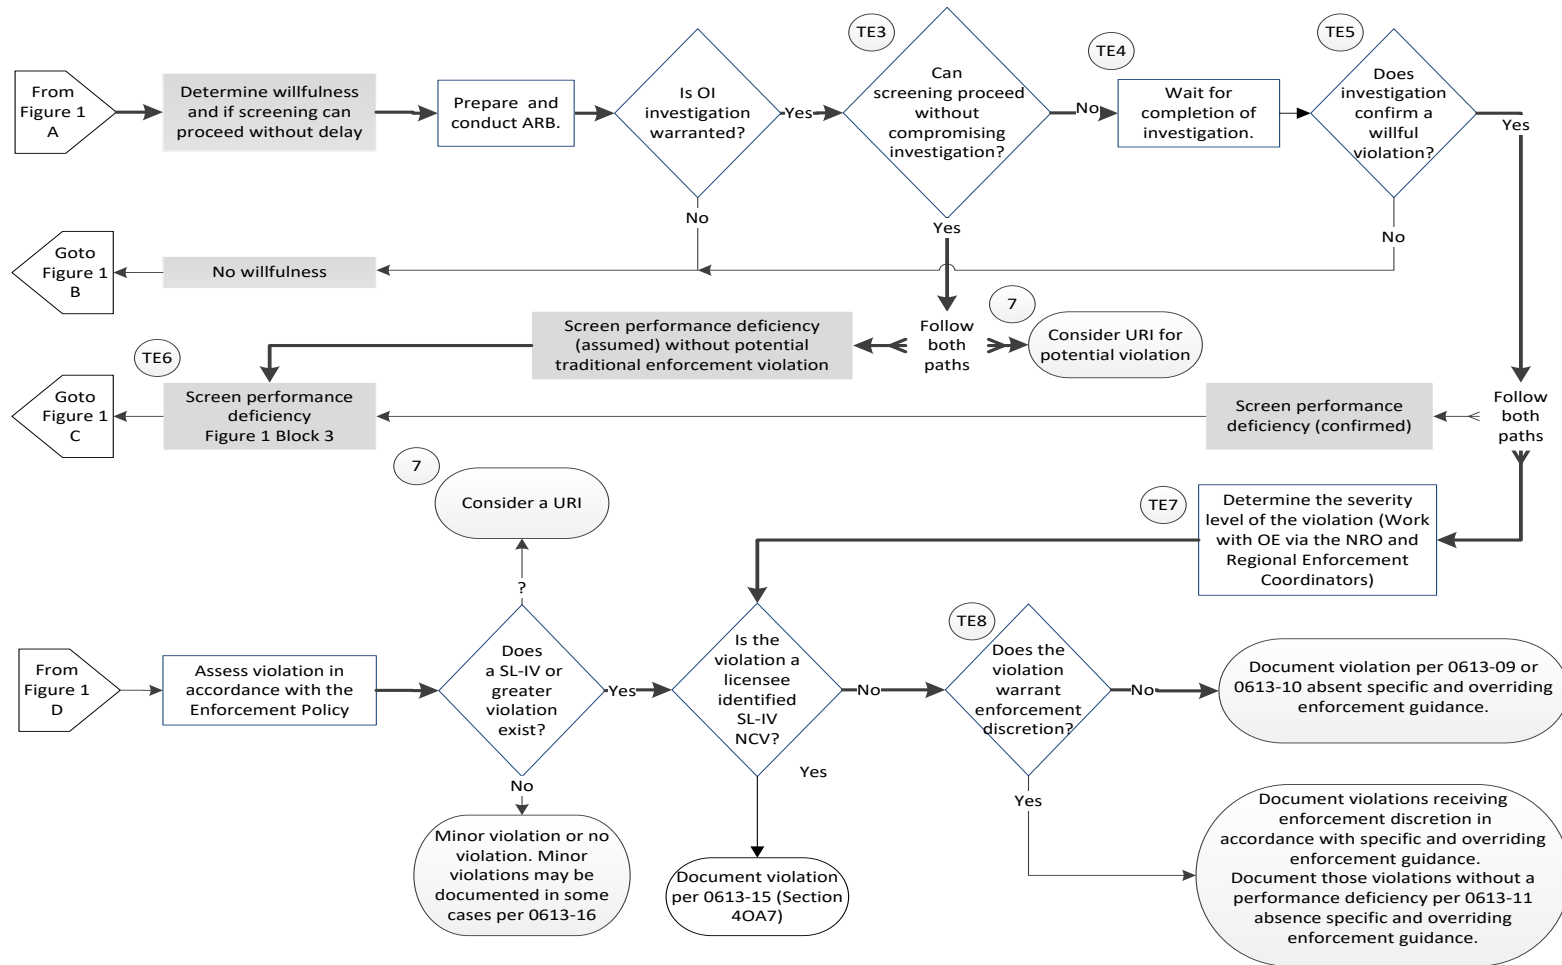 From
Figure 1
A
Determine willfulness
and if screening can
proceed without delay
Prepare and
conduct ARB.
Is OI
investigation
warranted?
Yes
No
TE3
Can
screening proceed
without
compromising
investigation?
No
Yes
TE4
Wait for
completion of
investigation.
TE5
Does
investigation
confirm a
willful
violation?
Yes
No
Goto
Figure 1
B
No willfulness
Screen performance deficiency
(assumed) without potential
traditional enforcement violation
Follow
both
paths
7
Consider URI for
potential violation
TE6
Goto
Figure 1
C
Screen performance
deficiency
Figure 1 Block 3
Screen performance
deficiency (confirmed)
Follow
both
paths
7
Consider a URI
TE7
Determine the severity
level of the violation (Work
with OE via the NRO and
Regional Enforcement
Coordinators)
From
Figure 1
D
Assess violation in
accordance with the
Enforcement Policy
?
Does
a SL-IV or
greater
violation
exist?
Yes
No
Minor violation or no
violation. Minor
violations may be
documented in some
cases per 0613-16
Is the
violation a
licensee
identified
SL-IV
NCV?
No
Yes
Document violation
per 0613-15 (Section
4OA7)
TE8
Does the
violation
warrant
enforcement
discretion?
No
Yes
Document violation per 0613-09 or
0613-10 absent specific and overriding
enforcement guidance.
Document violations receiving
enforcement discretion in
accordance with specific and overriding
enforcement guidance.
Document those violations without a
performance deficiency per 0613-11
absence specific and overriding
enforcement guidance.